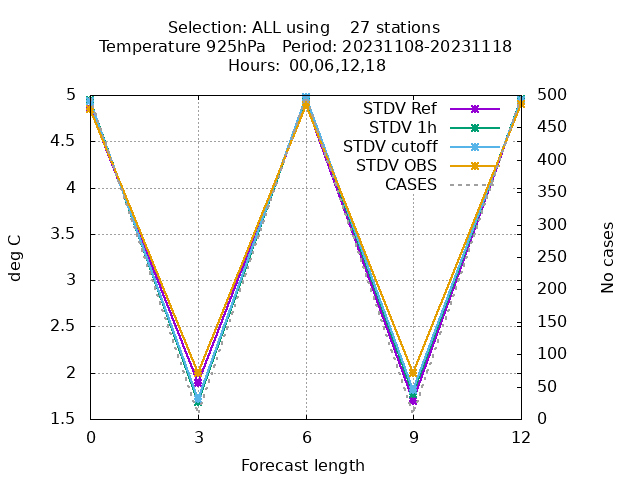 Selection: ALL using    27 stations
Temperature 925hPa   Period: 20231108-20231118
Hours: 00,06,12,18
STDV Ref
STDV 1h
STDV cutoff
STDV OBS
CASES
deg C
5
4.5
4
3.5
3
2.5
2
1.5
500
450
400
350
300
250
200
150
100
50
0
No cases
0 3 6 9 12
Forecast length